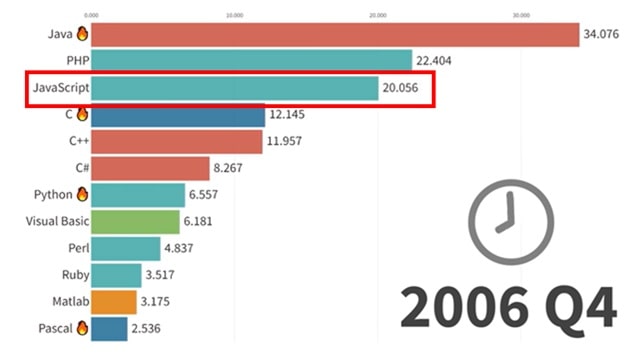 0.000 10.000 20.000 30.000
Java 34.076
PHP 22.404
JavaScript 20.056
C 12.145
C++ 11.957
C# 8.267
Python 6.557
Visual Basic 6.181
Perl 4.837
Ruby 3.517
Matlab 3.175
Pascal 2.536
2006 Q4